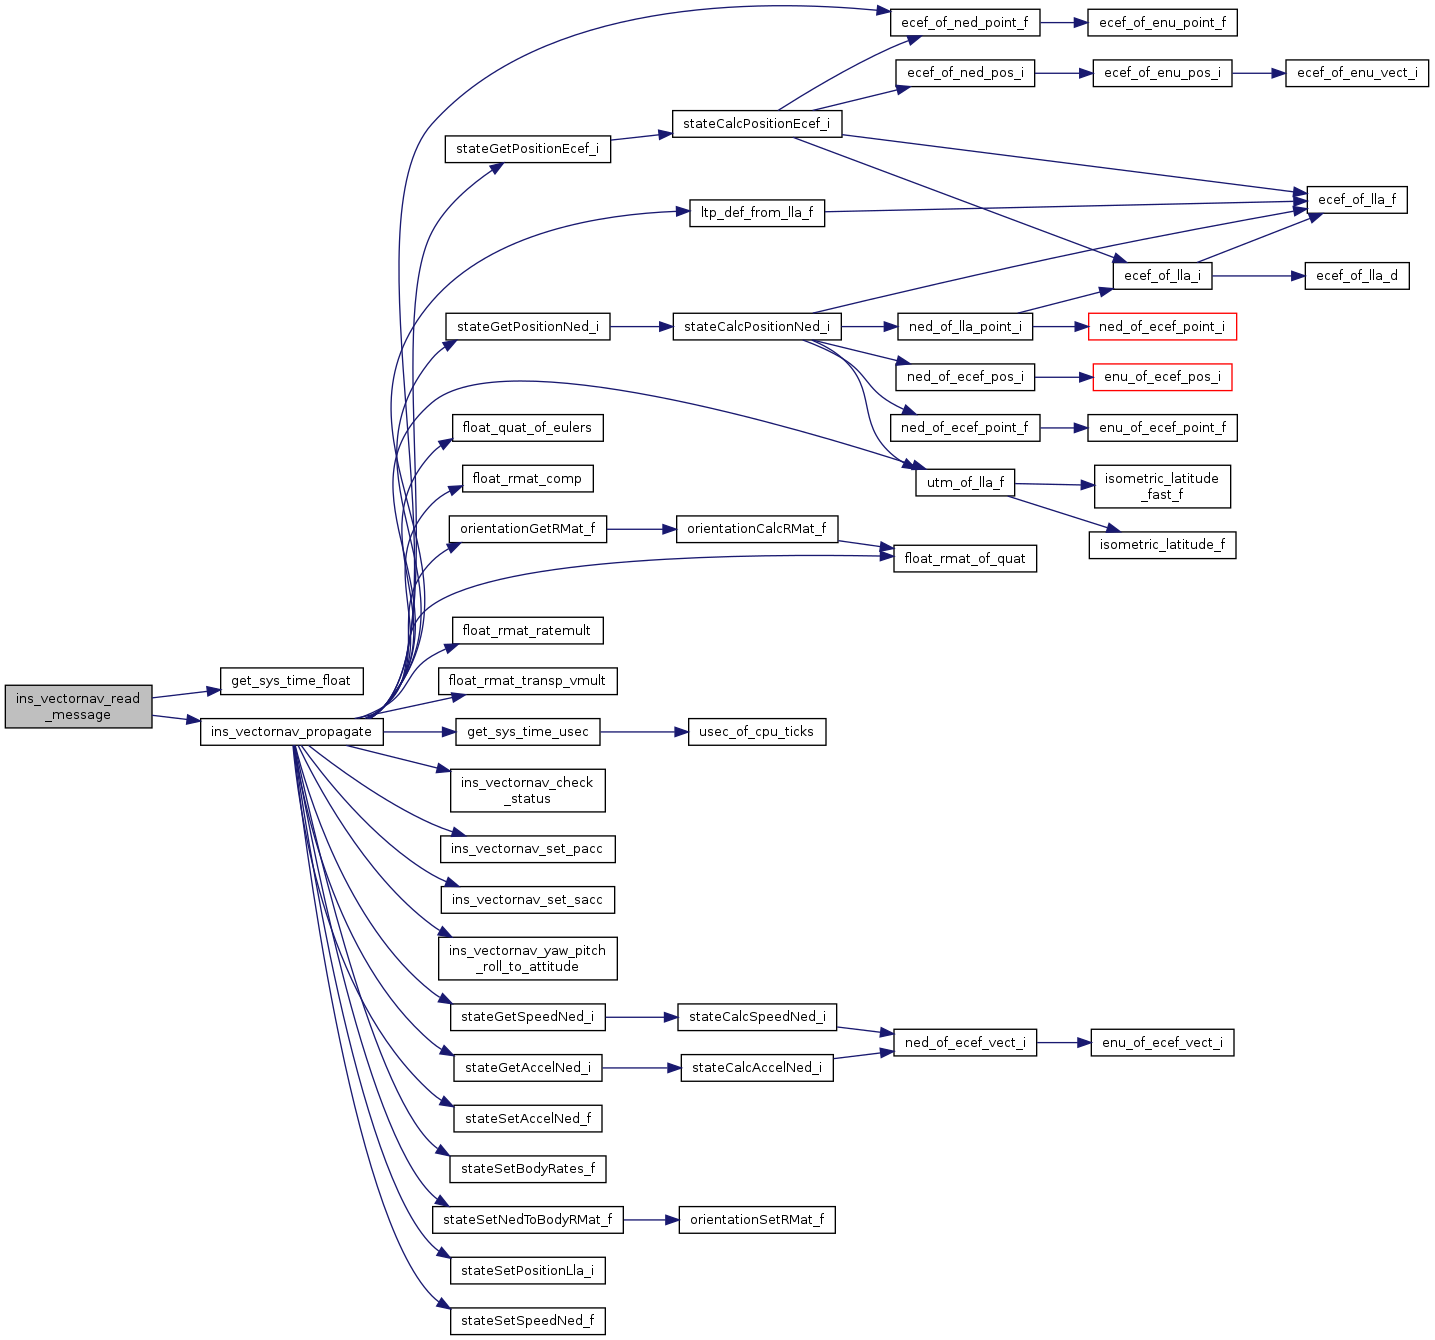 ecef_of_ned_point_f
ecef_of_enu_point_f
ecef_of_ned_pos_i
ecef_of_enu_pos_i
ecef_of_enu_vect_i
stateCalcPositionEcef_i
stateGetPositionEcef_i
ltp_def_from_lla_f
ecef_of_lla_f
ecef_of_lla_i
ecef_of_lla_d
stateGetPositionNed_i
stateCalcPositionNed_i
ned_of_lla_point_i
ned_of_ecef_point_i
ned_of_ecef_pos_i
enu_of_ecef_pos_i
float_quat_of_eulers
ned_of_ecef_point_f
enu_of_ecef_point_f
float_rmat_comp
utm_of_lla_f
isometric_latitude
_fast_f
orientationGetRMat_f
orientationCalcRMat_f
isometric_latitude_f
float_rmat_of_quat
float_rmat_ratemult
get_sys_time_float
float_rmat_transp_vmult
ins_vectornav_read
_message
ins_vectornav_propagate
get_sys_time_usec
usec_of_cpu_ticks
ins_vectornav_check
_status
ins_vectornav_set_pacc
ins_vectornav_set_sacc
ins_vectornav_yaw_pitch
_roll_to_attitude
stateGetSpeedNed_i
stateCalcSpeedNed_i
ned_of_ecef_vect_i
enu_of_ecef_vect_i
stateGetAccelNed_i
stateCalcAccelNed_i
stateSetAccelNed_f
stateSetBodyRates_f
stateSetNedToBodyRMat_f
orientationSetRMat_f
stateSetPositionLla_i
stateSetSpeedNed_f